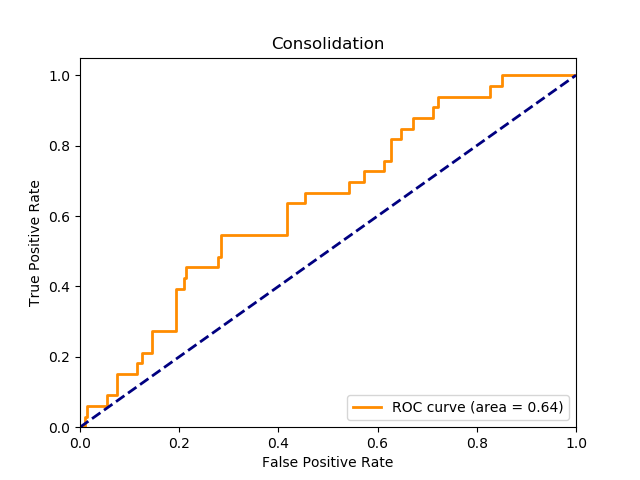 Consolidation
1.0
0.8
0.6
0.4
0.2
0.0
True Positive Rate
ROC curve (area = 0.64)
0.0 0.2 0.4 0.6 0.8 1.0
False Positive Rate